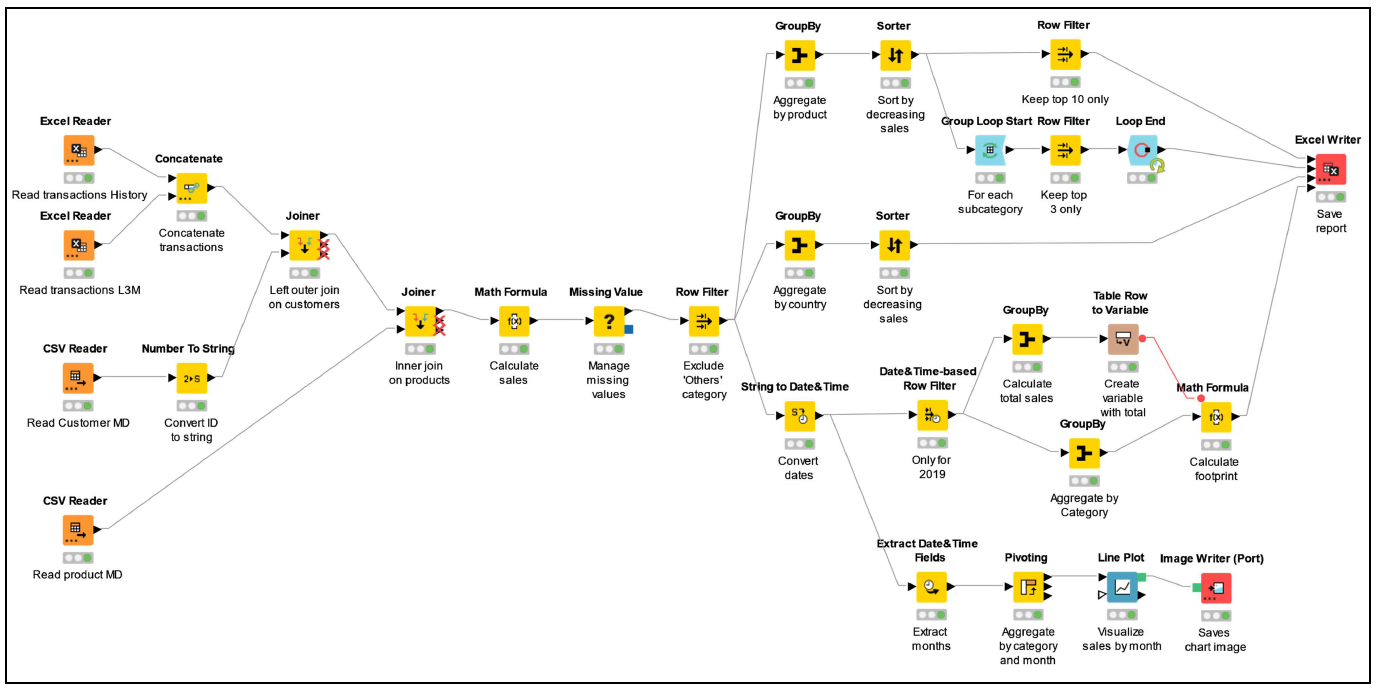 GroupBy
Aggregate
by product
Sorter
Sort by
decreasing
sales
Row Filter
Keep top 10 only
Group Loop Start
For each
subcategory
Row Filter
Keep top
3 only
Loop End
Excel Writer
Save
report
Excel Reader
Read transactions History
Excel Reader
Read transactions L3M
Concatenate
Concatenate
transactions
Joiner
Left outer join
on customers
CSV Reader
Read Customer MD
Number To String
2▸S
Convert ID
to string
CSV Reader
Read product MD
Joiner
Inner join
on products
Math Formula
f(x)
Calculate
sales
Missing Value
?
Manage
missing
values
Row Filter
Exclude
'Others'
category
GroupBy
Aggregate
by country
Sorter
Sort by
decreasing
sales
String to Date&Time
S
Convert
dates
Date&Time-based
Row Filter
Only for
2019
GroupBy
Calculate
total sales
Table Row
to Variable
V
Create
variable
with total
GroupBy
Aggregate by
Category
Math Formula
f(x)
Calculate
footprint
Extract Date&Time
Fields
Extract
months
Pivoting
Aggregate
by category
and month
Line Plot
Visualize
sales by month
Image Writer (Port)
Saves
chart image